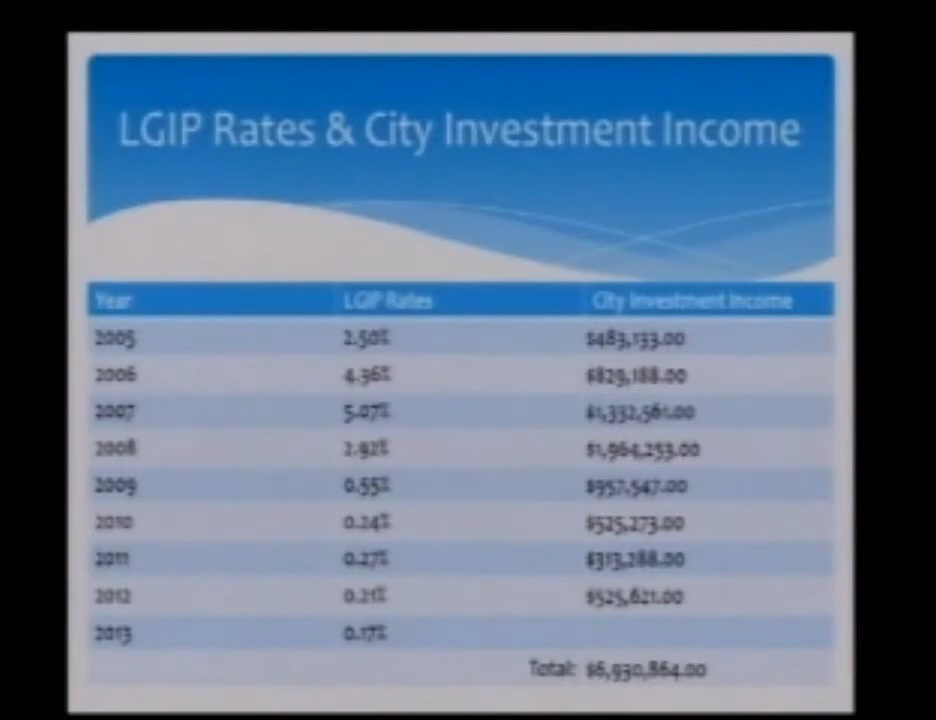 LGIP Rates & City Investment Income
Year LGIP Rates City Investment Income
2005 2.50% $483,133.00
2006 4.36% $829,188.00
2007 5.07% $1,332,561.00
2008 2.92% $1,964,253.00
2009 0.55% $957,547.00
2010 0.24% $525,273.00
2011 0.27% $313,288.00
2012 0.21% $525,621.00
2013 0.17%
Total: $6,930,864.00